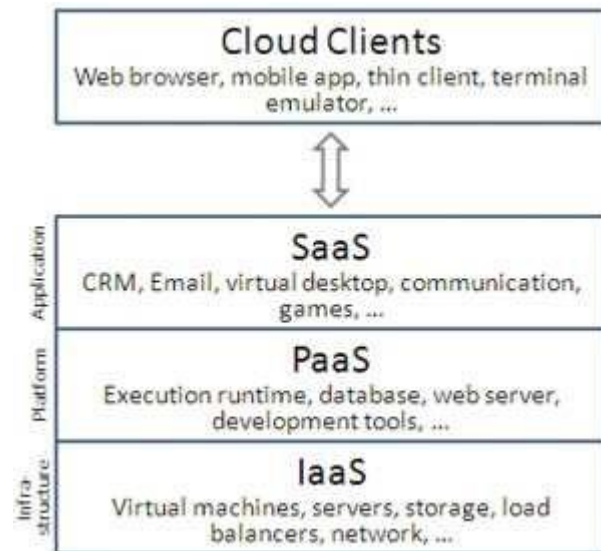 Cloud Clients
Web browser, mobile app, thin client, terminal
emulator, ...
Application
SaaS
CRM, Email, virtual desktop, communication,
games, ...
Platform
PaaS
Execution runtime, database, web server,
development tools, ...
Infra-
structure
IaaS
Virtual machines, servers, storage, load
balancers, network, ...